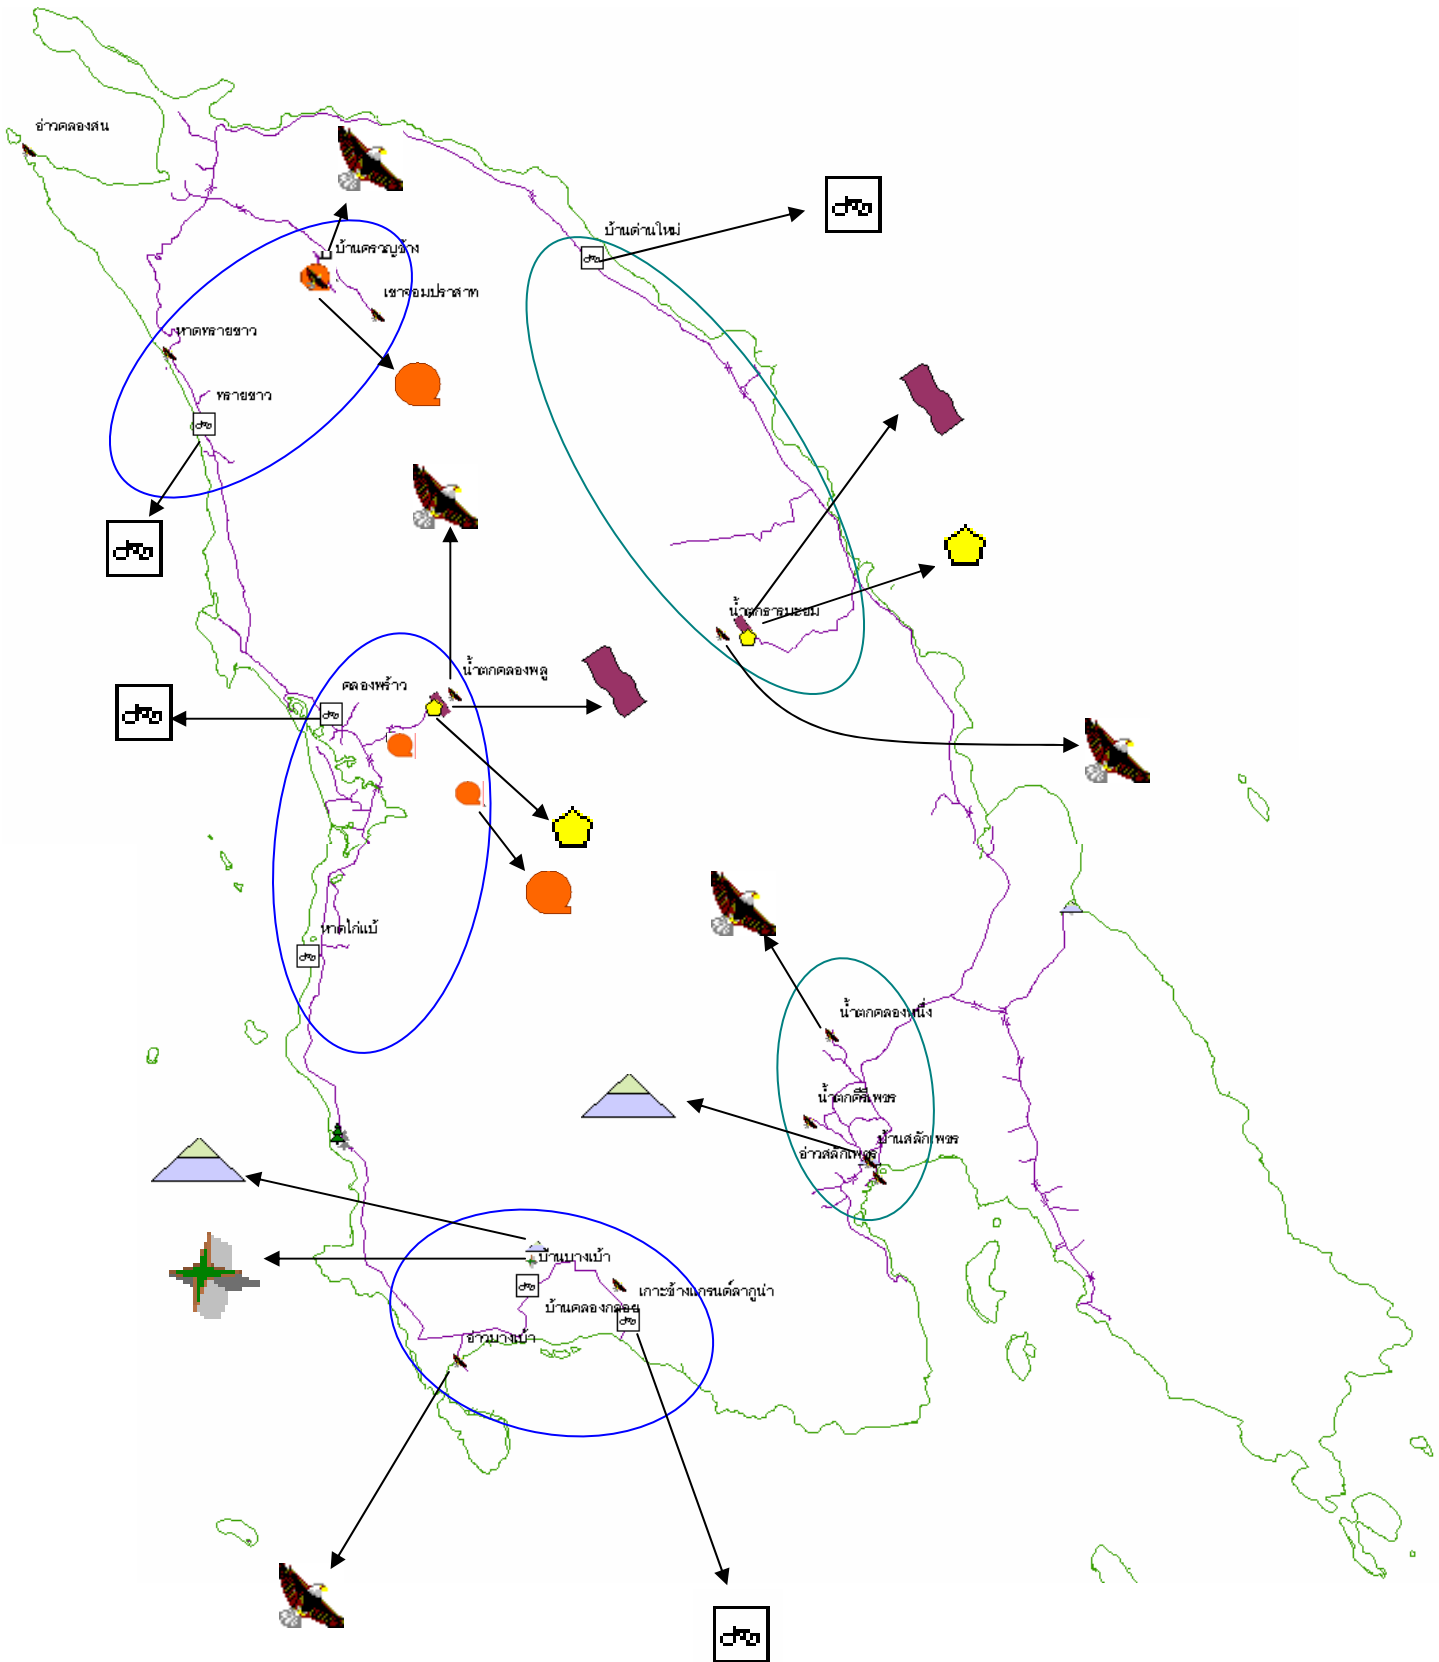 อ่าวคลองสน
บ้านด่านใหม่
บ้านควาญช้าง
เขาจอมปราสาท
หาดทรายขาว
ทรายขาว
น้ำตกธารมะยม
น้ำตกคลองพลู
คลองพร้าว
หาดไก่แบ้
น้ำตกคลองหนึ่ง
น้ำตกคีรีเพชร
บ้านสลักเพชร
อ่าวสลักเพชร
บ้านบางเบ้า
เกาะช้างแกรนด์ลากูน่า
บ้านคลองกลอย
อ่าวบางเบ้า